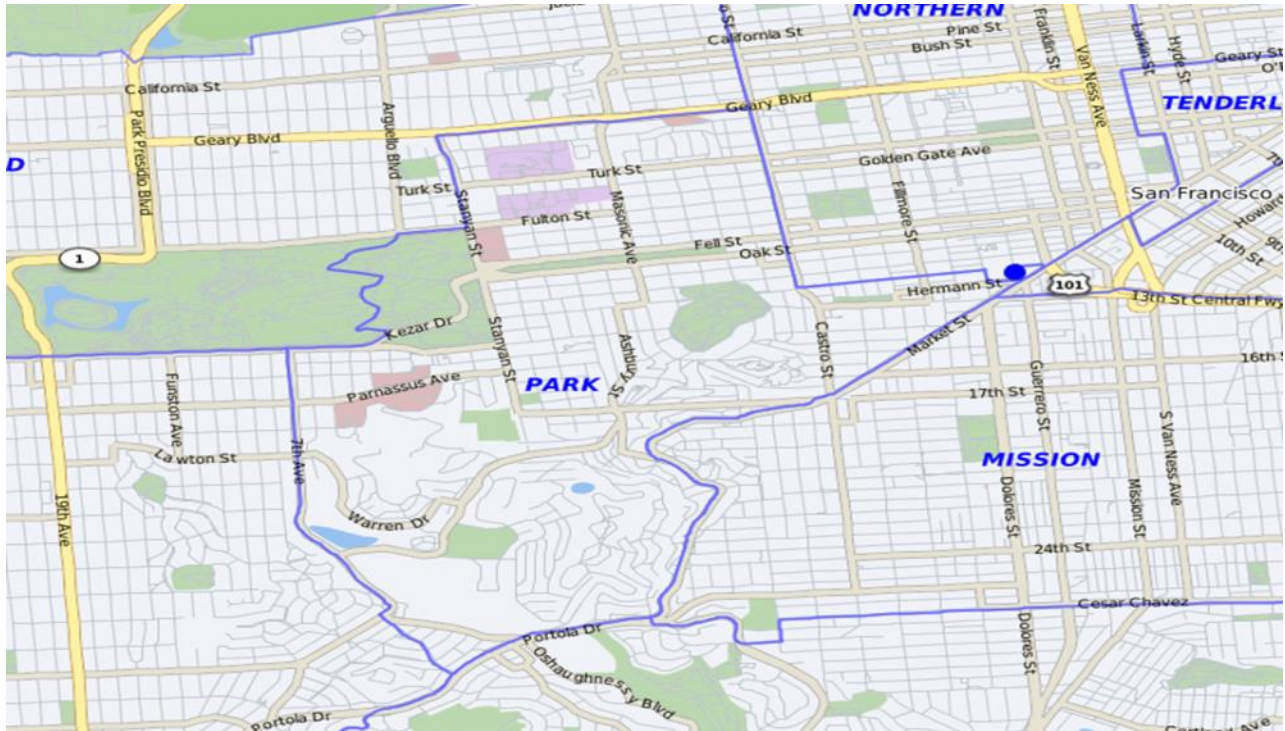 NORTHERN
California St
Pine St
Bush St
Franklin St
Van Ness Ave
Larkin St
Hyde St
Geary St
O'F
TENDERL
California St
Park Presidio Blvd
Arguello Blvd
Geary Blvd
Geary Blvd
D
Turk St
Turk St
Golden Gate Ave
Stanyan St
Masonic Ave
Fillmore St
San Francisco
Fulton St
Howard
Fell St
Oak St
10th St
9th
1
Hermann St
101
13th St Central Fwy
Kezar Dr
Stanyan St
Ashbury St
Castro St
Market St
16th S
Funston Ave
Parnassus Ave
PARK
17th St
Guerrero St
S Van Ness Ave
Lawton St
7th Ave
MISSION
19th Ave
Warren Dr
Dolores St
Mission St
24th St
Cesar Chavez
Portola Dr
Dolores St
Oshaughnessy Blvd
Portola Dr